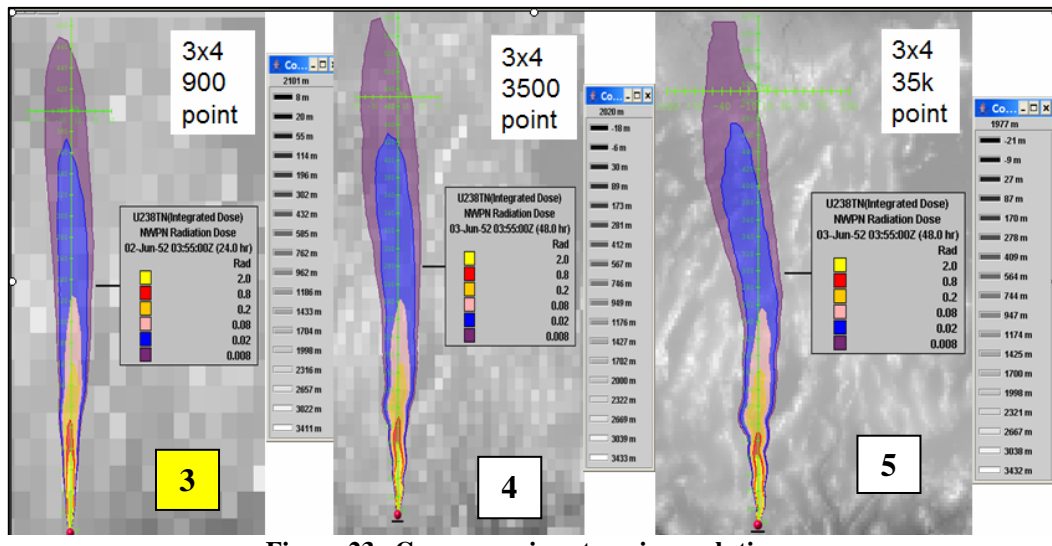 3x4
900
point
Co...
2101 m
8 m
20 m
55 m
114 m
196 m
302 m
432 m
585 m
762 m
962 m
1186 m
1433 m
1704 m
1998 m
2316 m
2657 m
3022 m
3411 m
U238TN(Integrated Dose)
NWPN Radiation Dose
02-Jun-52 03:55:00Z (24.0 hr)
Rad
2.0
0.8
0.2
0.08
0.02
0.008
3
3x4
3500
point
Co...
2020 m
-18 m
-6 m
30 m
89 m
173 m
281 m
412 m
567 m
746 m
949 m
1176 m
1427 m
1702 m
2000 m
2322 m
2669 m
3039 m
3433 m
U238TN(Integrated Dose)
NWPN Radiation Dose
03-Jun-52 03:55:00Z (48.0 hr)
Rad
2.0
0.8
0.2
0.08
0.02
0.008
4
3x4
35k
point
Co...
1977 m
-21 m
-9 m
27 m
87 m
170 m
278 m
409 m
564 m
744 m
947 m
1174 m
1425 m
1700 m
1998 m
2321 m
2667 m
3038 m
3432 m
U238TN(Integrated Dose)
NWPN Radiation Dose
03-Jun-52 03:55:00Z (48.0 hr)
Rad
2.0
0.8
0.2
0.08
0.02
0.008
5